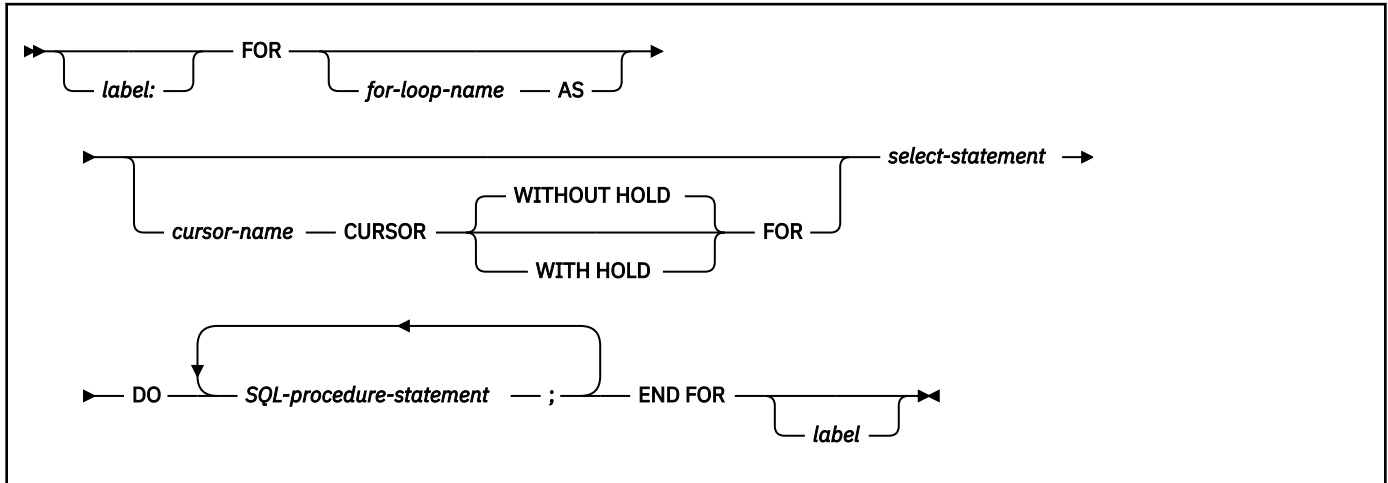 FOR
label: for-loop-name AS
select-statement
WITHOUT HOLD
cursor-name CURSOR FOR
WITH HOLD
DO SQL-procedure-statement ; END FOR
label